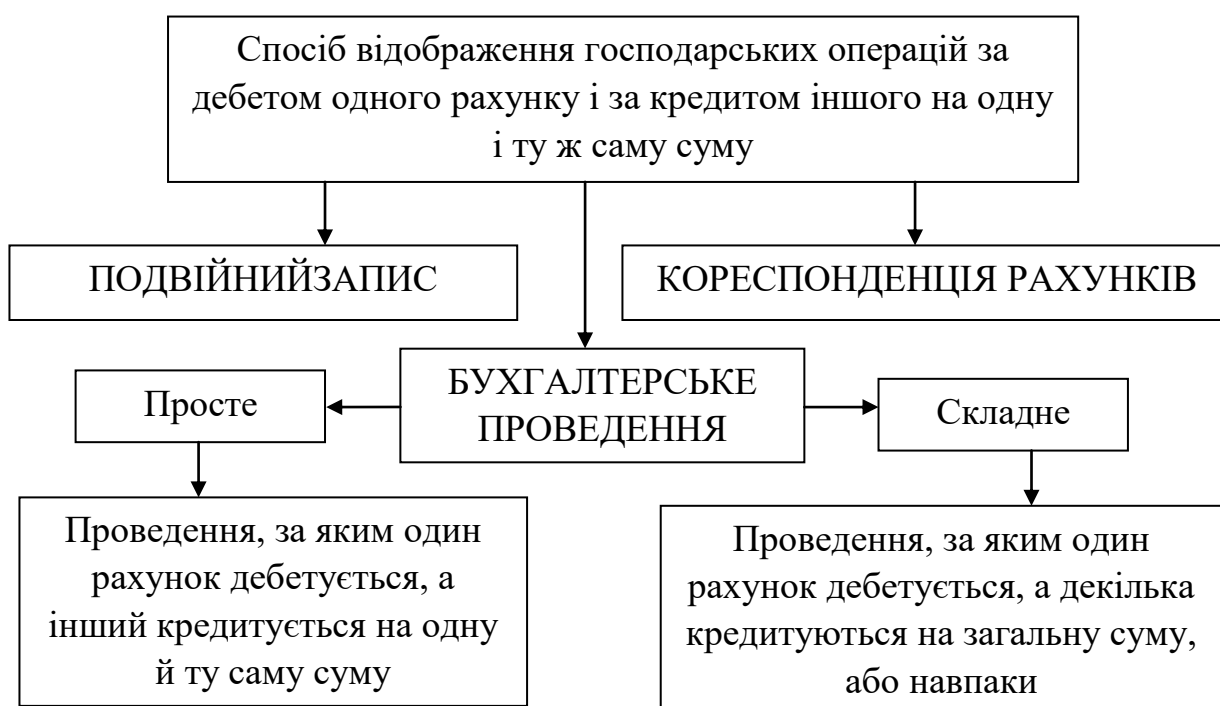 Спосіб відображення господарських операцій за
дебетом одного рахунку і за кредитом іншого на одну
і ту ж саму суму
ПОДВІЙНИЙЗАПИС
КОРЕСПОНДЕНЦІЯ РАХУНКІВ
БУХГАЛТЕРСЬКЕ
ПРОВЕДЕННЯ
Просте
Складне
Проведення, за яким один
рахунок дебетується, а
інший кредитується на одну
й ту саму суму
Проведення, за яким один
рахунок дебетується, а декілька
кредитуються на загальну суму,
або навпаки